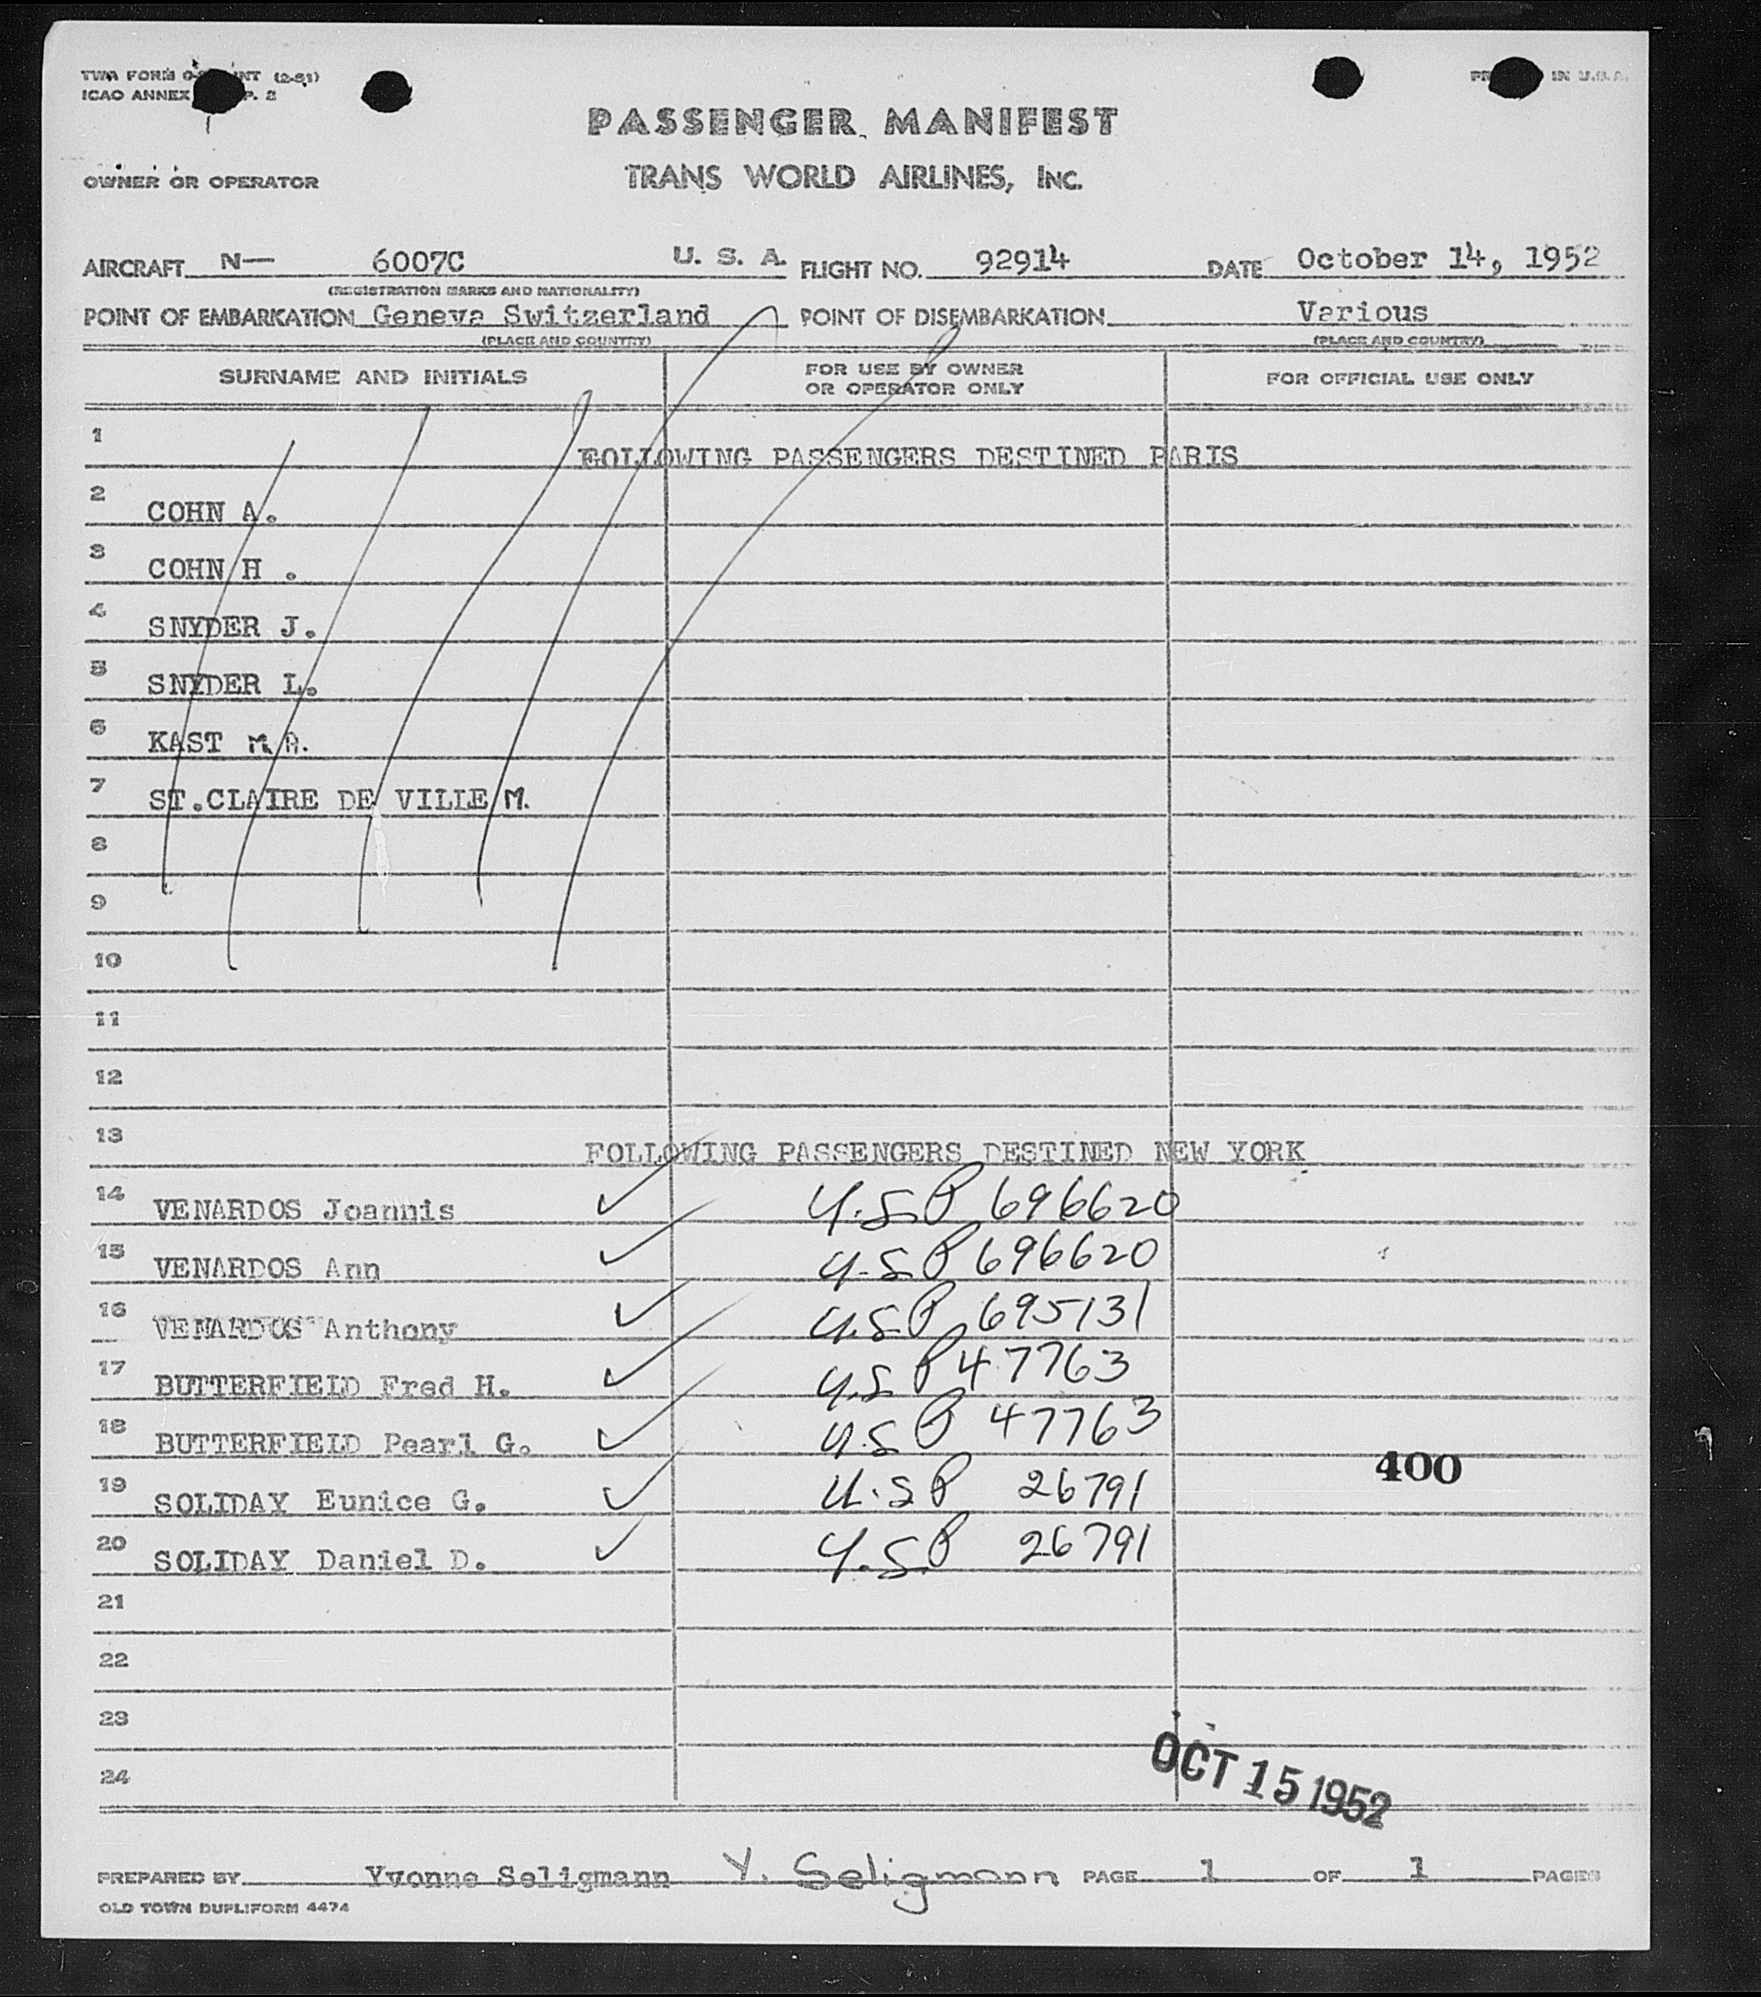 TWA FORM INT (2-51)
ICAO ANNEX P. 2
IN U.S.A.
PASSENGER MANIFEST
OWNER OR OPERATOR
TRANS WORLD AIRLINES, INC.
AIRCRAFT N— 6007C U. S. A. FLIGHT NO. 92914 DATE October 14, 1952
(REGISTRATION MARKS AND NATIONALITY)
POINT OF EMBARKATION Geneva Switzerland POINT OF DISEMBARKATION Various
(PLACE AND COUNTRY) (PLACE AND COUNTRY)
SURNAME AND INITIALS FOR USE BY OWNER OR OPERATOR ONLY FOR OFFICIAL USE ONLY
1 FOLLOWING PASSENGERS DESTINED PARIS
2 COHN A.
3 COHN H .
4 SNYDER J.
5 SNYDER L.
6 KAST M.A.
7 ST.CLAIRE DE VILLE M.
8
9
10
11
12
13 FOLLOWING PASSENGERS DESTINED NEW YORK
14 VENARDOS Joannis ✓ U.S.P 696620
15 VENARDOS Ann ✓ U.S.P 696620
16 VENARDOS Anthony ✓ U.S.P 695131
17 BUTTERFIELD Fred H. ✓ U.S.P 47763
18 BUTTERFIELD Pearl G. ✓ U.S.P 47763
400
19 SOLIDAY Eunice G. ✓ U.S.P 26791
20 SOLIDAY Daniel D. ✓ U.S.P 26791
21
22
23
24
OCT 15 1952
PREPARED BY Yvonne Seligmann Y. Seligmann PAGE 1 OF 1 PAGES
OLD TOWN DUPLIFORM 4474